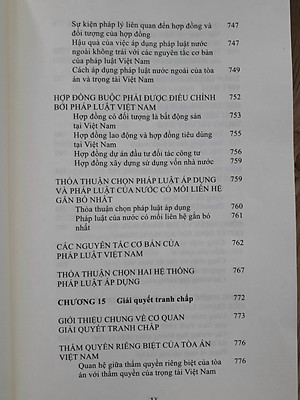 Sự kiện pháp lý liên quan đến hợp đồng và 747
đối tượng của hợp đồng
Hậu quả của việc áp dụng pháp luật nước 747
ngoài không trái với các nguyên tắc cơ bản
của pháp luật Việt Nam
Cách áp dụng pháp luật nước ngoài của tòa 749
án và trọng tài Việt Nam
HỢP ĐỒNG BUỘC PHẢI ĐƯỢC ĐIỀU CHỈNH 752
BỞI PHÁP LUẬT VIỆT NAM
Hợp đồng có đối tượng là bất động sản 753
tại Việt Nam
Hợp đồng lao động và hợp đồng tiêu dùng 755
tại Việt Nam
Hợp đồng dự án đầu tư đối tác công tư 756
Hợp đồng xây dựng sử dụng vốn nhà nước 759
THỎA THUẬN CHỌN PHÁP LUẬT ÁP DỤNG 759
VÀ PHÁP LUẬT CỦA NƯỚC CÓ MỐI LIÊN HỆ
GẮN BÓ NHẤT
Thỏa thuận chọn pháp luật áp dụng 760
Pháp luật của nước có mối liên hệ gắn bó 761
nhất
CÁC NGUYÊN TẮC CƠ BẢN CỦA 762
PHÁP LUẬT VIỆT NAM
THỎA THUẬN CHỌN HAI HỆ THỐNG 767
PHÁP LUẬT ÁP DỤNG
CHƯƠNG 15 Giải quyết tranh chấp 772
GIỚI THIỆU CHUNG VỀ CƠ QUAN 773
GIẢI QUYẾT TRANH CHẤP
THẨM QUYỀN RIÊNG BIỆT CỦA TÒA ÁN 776
VIỆT NAM
Quan hệ giữa thẩm quyền riêng biệt của tòa 776
án với thẩm quyền của trọng tài Việt Nam